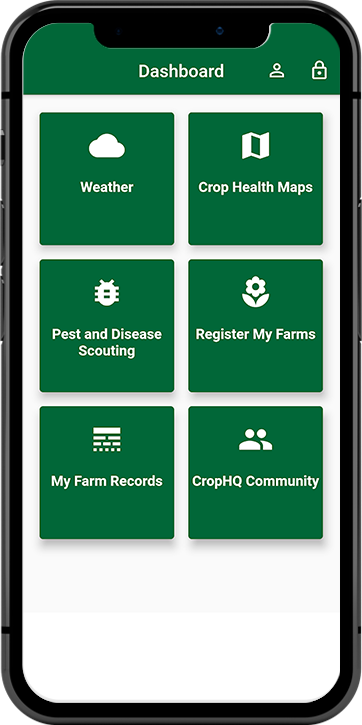 Dashboard
Weather
Crop Health Maps
Pest and Disease
Scouting
Register My Farms
My Farm Records
CropHQ Community